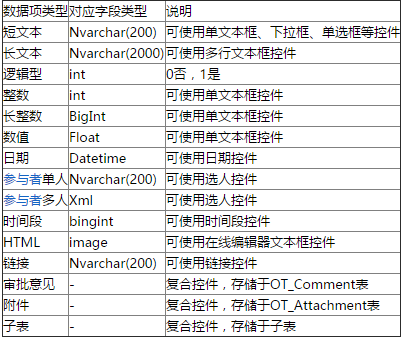 数据项类型 对应字段类型 说明
短文本 Nvarchar(200) 可使用单文本框、下拉框、单选框等控件
长文本 Nvarchar(2000) 可使用多行文本框控件
逻辑型 int 0否，1是
整数 int 可使用单文本框控件
长整数 BigInt 可使用单文本框控件
数值 Float 可使用单文本框控件
日期 Datetime 可使用日期控件
参与者单人 Nvarchar(200) 可使用选人控件
参与者多人 Xml 可使用选人控件
时间段 bingint 可使用时间段控件
HTML image 可使用在线编辑器文本框控件
链接 Nvarchar(200) 可使用链接控件
审批意见 - 复合控件，存储于OT_Comment表
附件 - 复合控件，存储于OT_Attachment表
子表 - 复合控件，存储于子表